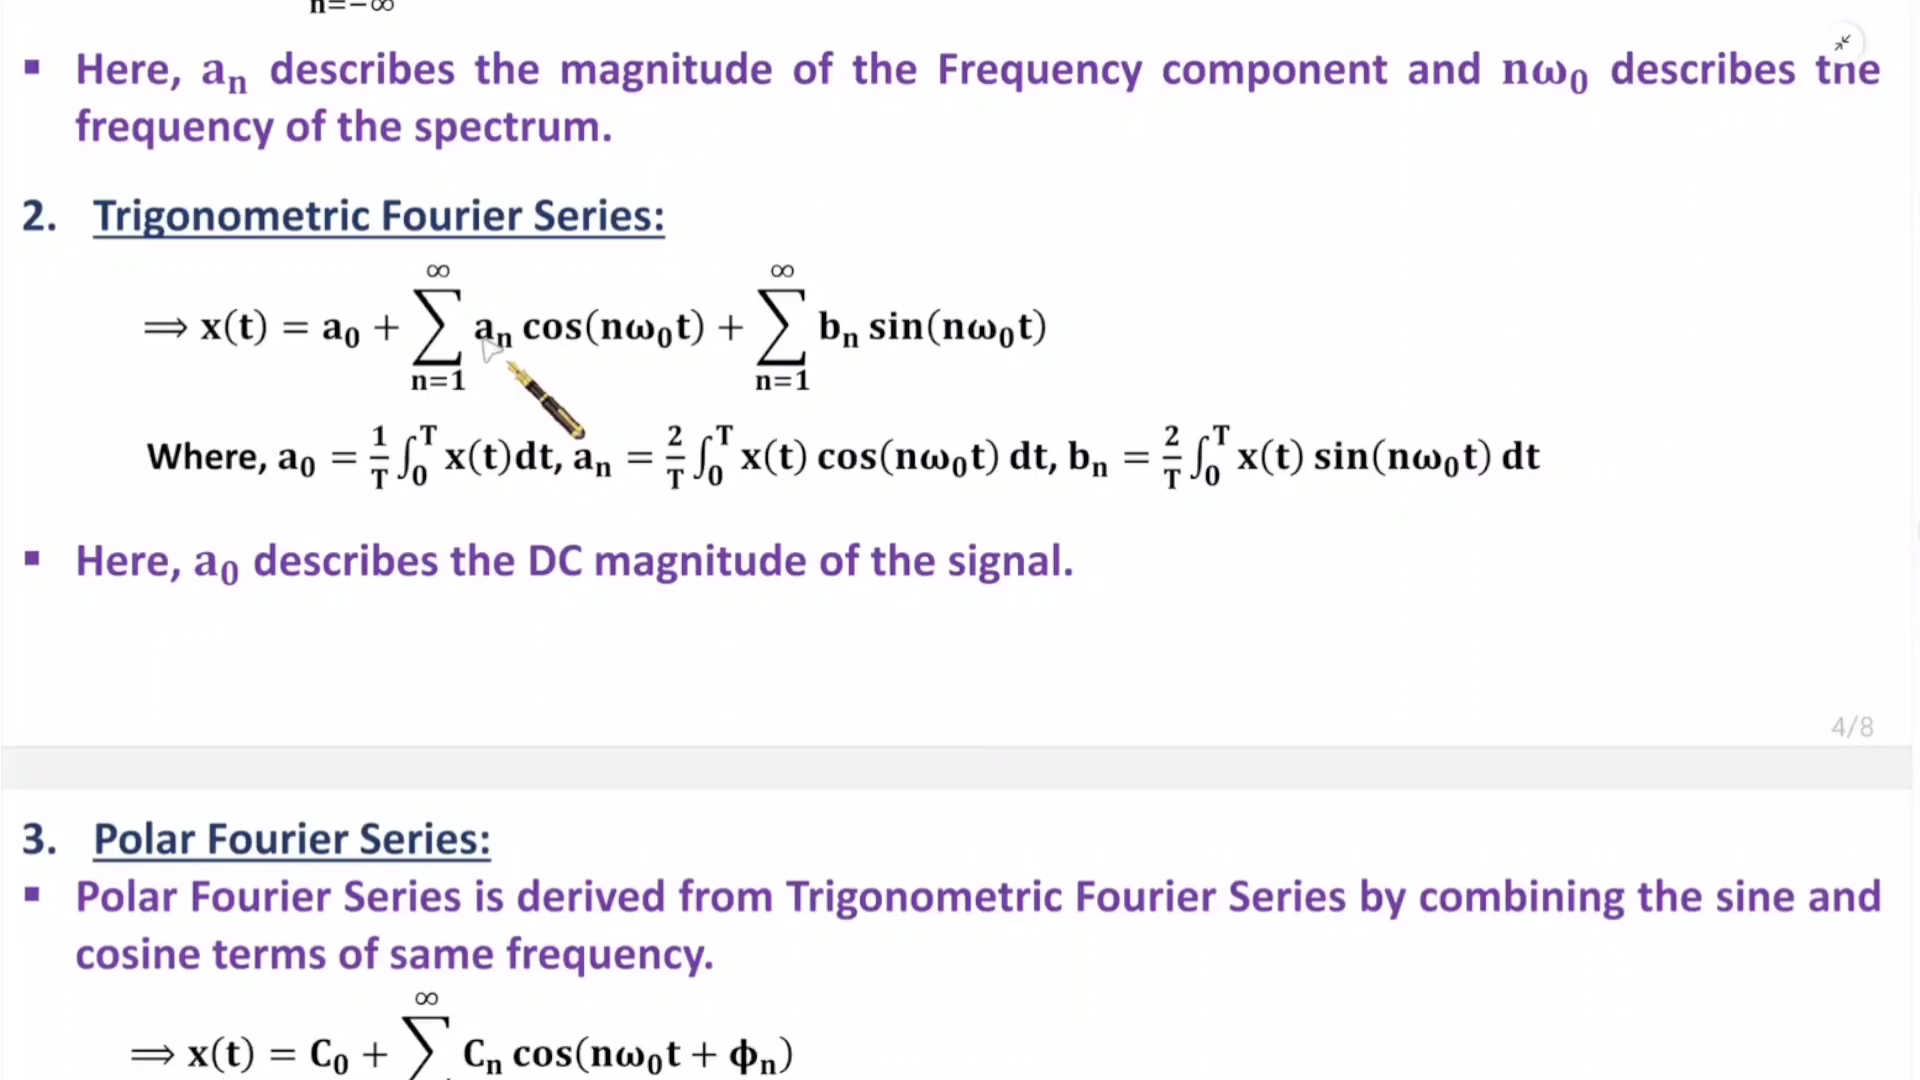 n=−∞
▪ Here, aₙ describes the magnitude of the Frequency component and nω₀ describes the
frequency of the spectrum.
2. Trigonometric Fourier Series:
⟹ x(t) = a₀ + ∑_{n=1}^{∞} aₙ cos(nω₀t) + ∑_{n=1}^{∞} bₙ sin(nω₀t)
Where, a₀ = 1/T ∫₀ᵀ x(t)dt, aₙ = 2/T ∫₀ᵀ x(t) cos(nω₀t) dt, bₙ = 2/T ∫₀ᵀ x(t) sin(nω₀t) dt
▪ Here, a₀ describes the DC magnitude of the signal.
4/8
3. Polar Fourier Series:
▪ Polar Fourier Series is derived from Trigonometric Fourier Series by combining the sine and
cosine terms of same frequency.
⟹ x(t) = C₀ + ∑^{∞} Cₙ cos(nω₀t + ϕₙ)